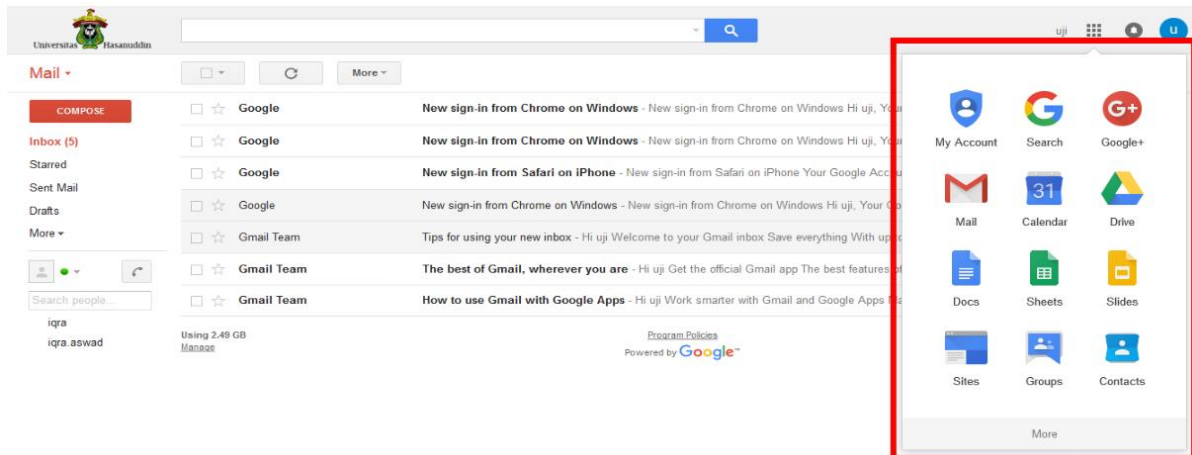 Universitas Hasanuddin
uji
u
Mail
More
COMPOSE
Inbox (5)
Starred
Sent Mail
Drafts
More
Search people...
iqra
iqra.aswad
Google New sign-in from Chrome on Windows - New sign-in from Chrome on Windows Hi uji,
Google New sign-in from Chrome on Windows - New sign-in from Chrome on Windows Hi uji,
Google New sign-in from Safari on iPhone - New sign-in from Safari on iPhone Your Google
Google New sign-in from Chrome on Windows - New sign-in from Chrome on Windows Hi uji, Your
Gmail Team Tips for using your new inbox - Hi uji Welcome to your Gmail inbox Save everything With
Gmail Team The best of Gmail, wherever you are - Hi uji Get the official Gmail app The best features
Gmail Team How to use Gmail with Google Apps - Hi uji Work smarter with Gmail and Google Apps
Using 2.49 GB
Manage
Program Policies
Powered by Google™
G+
My Account Search Google+
31
Mail Calendar Drive
Docs Sheets Slides
Sites Groups Contacts
More